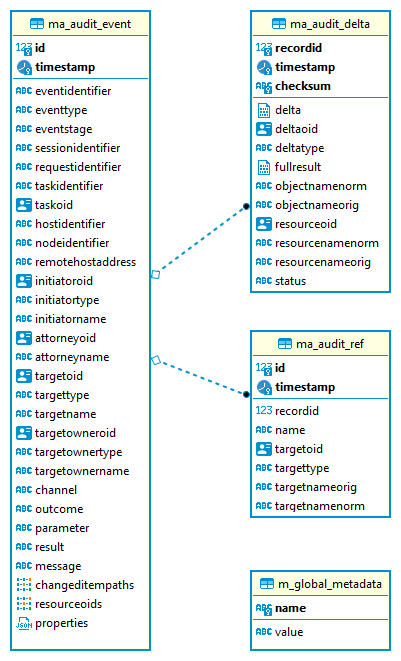 ma_audit_event
123 id
timestamp
ABC eventidentifier
ABC eventtype
ABC eventstage
ABC sessionidentifier
ABC requestidentifier
ABC taskidentifier
taskoid
ABC hostidentifier
ABC nodeidentifier
ABC remotehostaddress
initiatoroid
ABC initiatortype
ABC initiatorname
attorneyoid
ABC attorneyname
targetoid
ABC targettype
ABC targetname
targetowneroid
ABC targetownertype
ABC targetownername
ABC channel
ABC outcome
ABC parameter
ABC result
ABC message
changeditempaths
resourceoids
JSON properties
ma_audit_delta
123 recordid
timestamp
ABC checksum
delta
deltaoid
ABC deltatype
fullresult
ABC objectnamenorm
ABC objectnameorig
resourceoid
ABC resourcenamenorm
ABC resourcenameorig
ABC status
ma_audit_ref
123 id
timestamp
123 recordid
ABC name
targetoid
ABC targettype
ABC targetnameorig
ABC targetnamenorm
m_global_metadata
ABC name
ABC value